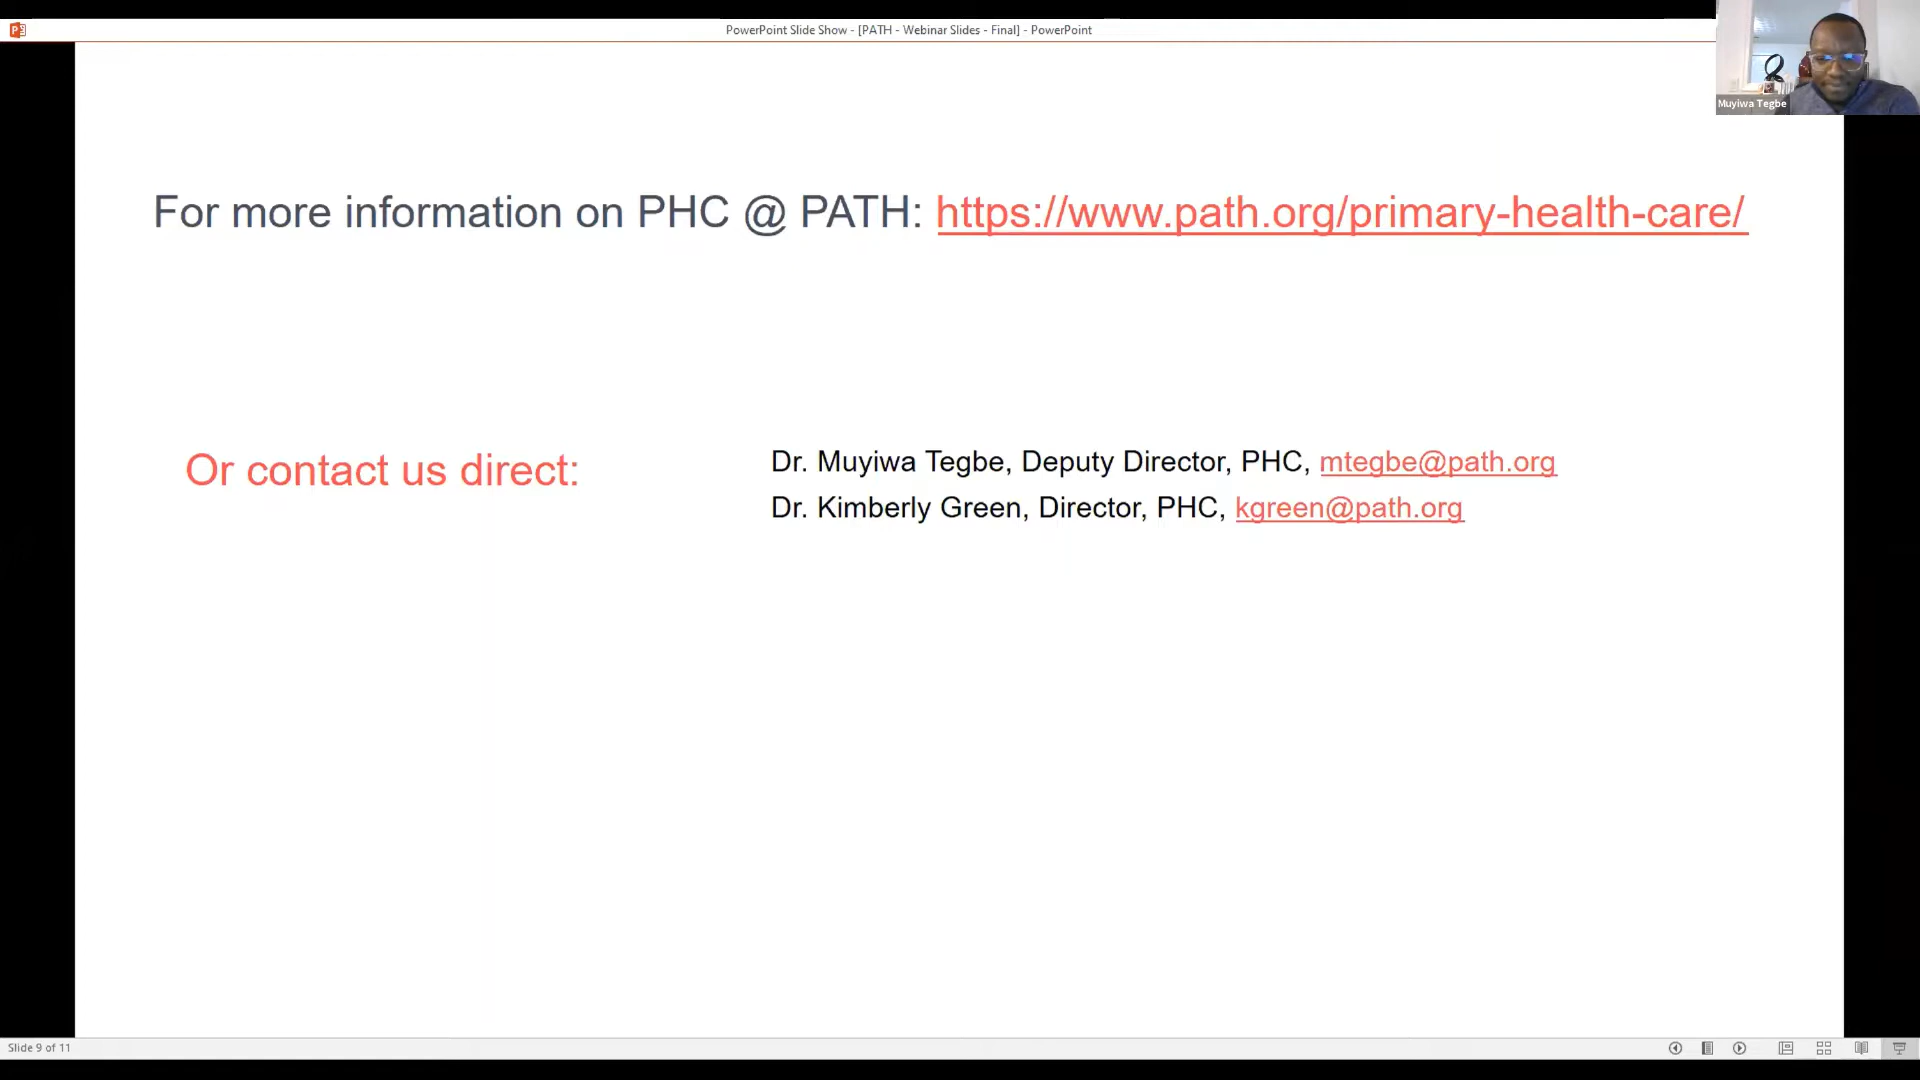 PowerPoint Slide Show - [PATH - Webinar Slides - Final] - PowerPoint
Muyiwa Tegbe
For more information on PHC @ PATH: https://www.path.org/primary-health-care/
Or contact us direct:
Dr. Muyiwa Tegbe, Deputy Director, PHC, mtegbe@path.org
Dr. Kimberly Green, Director, PHC, kgreen@path.org
Slide 9 of 11